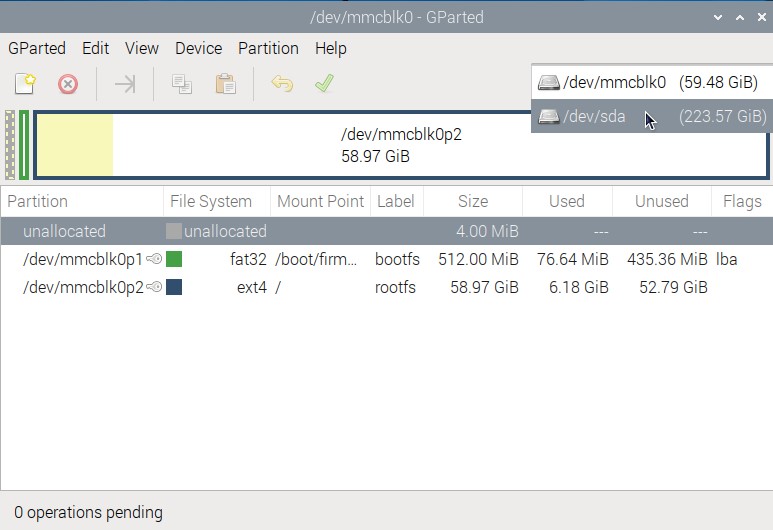 /dev/mmcblk0 - GParted
GParted Edit View Device Partition Help
/dev/mmcblk0 (59.48 GiB)
/dev/sda (223.57 GiB)
/dev/mmcblk0p2
58.97 GiB
Partition File System Mount Point Label Size Used Unused Flags
unallocated unallocated 4.00 MiB --- ---
/dev/mmcblk0p1 fat32 /boot/firm... bootfs 512.00 MiB 76.64 MiB 435.36 MiB lba
/dev/mmcblk0p2 ext4 / rootfs 58.97 GiB 6.18 GiB 52.79 GiB
0 operations pending